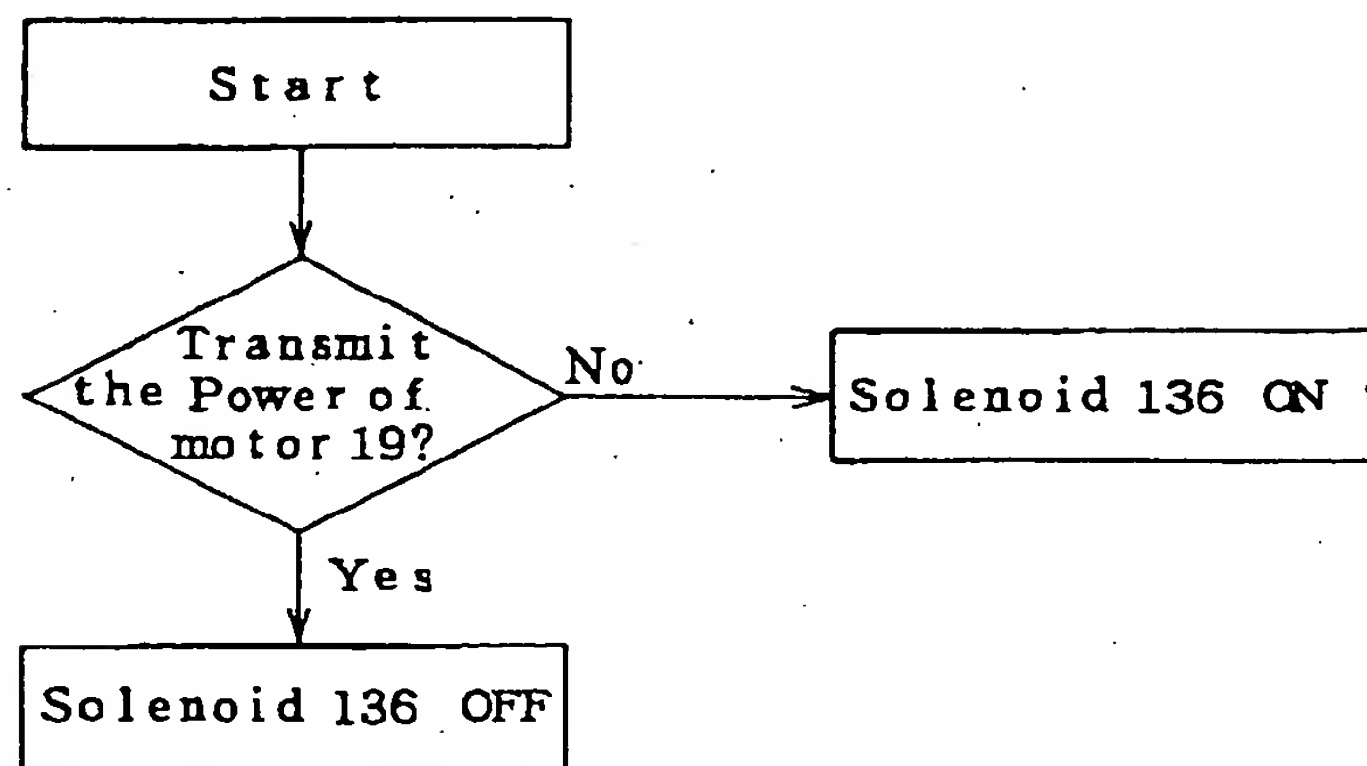 Start
Transmit
the Power of
motor 19?
No
Solenoid 136 ON
Yes
Solenoid 136 OFF